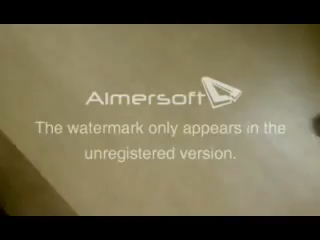 Aimersoft
The watermark only appears in the
unregistered version.